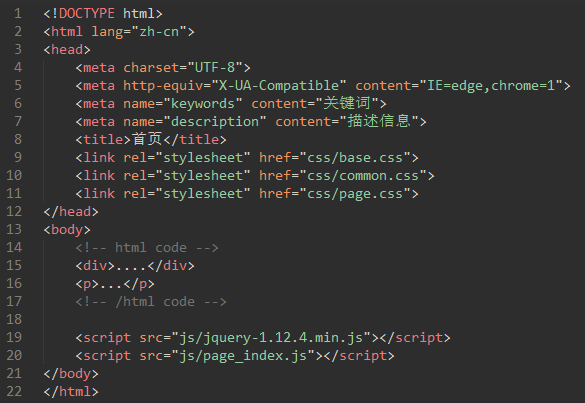 1 <!DOCTYPE html>
2 <html lang="zh-cn">
3 <head>
4     <meta charset="UTF-8">
5     <meta http-equiv="X-UA-Compatible" content="IE=edge,chrome=1">
6     <meta name="keywords" content="关键词">
7     <meta name="description" content="描述信息">
8     <title>首页</title>
9     <link rel="stylesheet" href="css/base.css">
10     <link rel="stylesheet" href="css/common.css">
11     <link rel="stylesheet" href="css/page.css">
12 </head>
13 <body>
14     <!-- html code -->
15     <div>....</div>
16     <p>...</p>
17     <!-- /html code -->
18
19     <script src="js/jquery-1.12.4.min.js"></script>
20     <script src="js/page_index.js"></script>
21 </body>
22 </html>